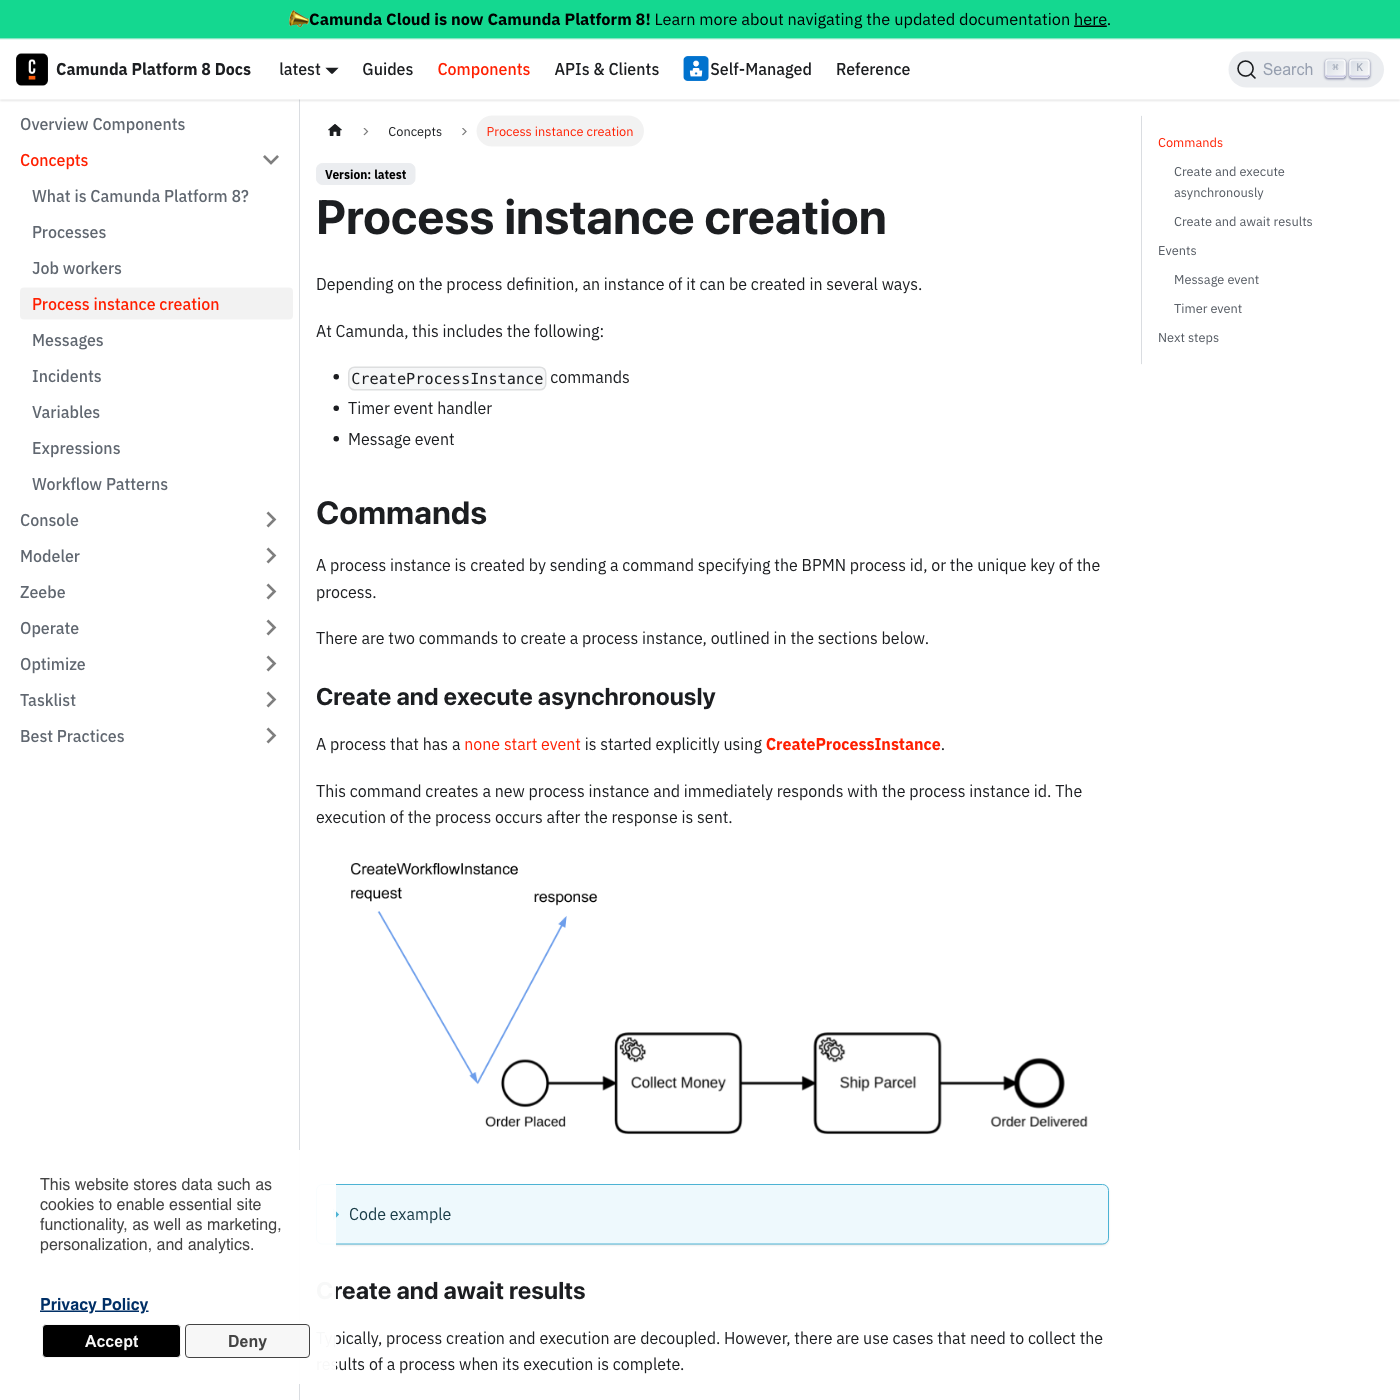 Camunda Cloud is now Camunda Platform 8! Learn more about navigating the updated documentation here.
Camunda Platform 8 Docs latest Guides Components APIs & Clients Self-Managed Reference Search ⌘ K
Overview Components
Concepts
What is Camunda Platform 8?
Processes
Job workers
Process instance creation
Messages
Incidents
Variables
Expressions
Workflow Patterns
Console
Modeler
Zeebe
Operate
Optimize
Tasklist
Best Practices
Concepts Process instance creation
Version: latest
Process instance creation
Depending on the process definition, an instance of it can be created in several ways.
At Camunda, this includes the following:
• CreateProcessInstance commands
• Timer event handler
• Message event
Commands
A process instance is created by sending a command specifying the BPMN process id, or the unique key of the
process.
There are two commands to create a process instance, outlined in the sections below.
Create and execute asynchronously
A process that has a none start event is started explicitly using CreateProcessInstance.
This command creates a new process instance and immediately responds with the process instance id. The
execution of the process occurs after the response is sent.
CreateWorkflowInstance
request
response
Collect Money
Ship Parcel
Order Placed
Order Delivered
Code example
Create and await results
Typically, process creation and execution are decoupled. However, there are use cases that need to collect the
results of a process when its execution is complete.
Commands
Create and execute
asynchronously
Create and await results
Events
Message event
Timer event
Next steps
This website stores data such as
cookies to enable essential site
functionality, as well as marketing,
personalization, and analytics.
Privacy Policy
Accept Deny